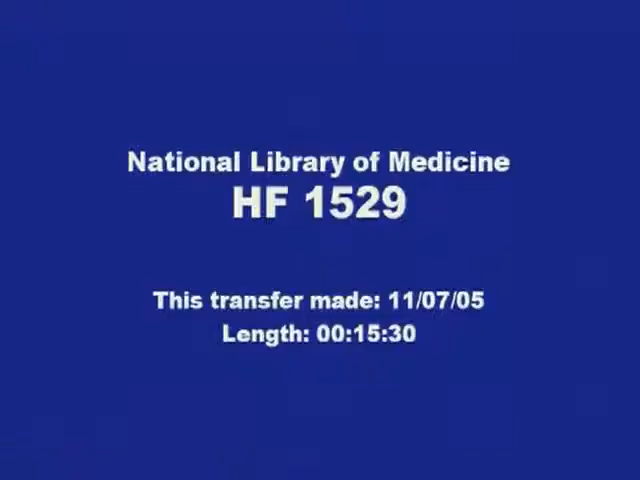 National Library of Medicine
HF 1529
This transfer made: 11/07/05
Length: 00:15:30